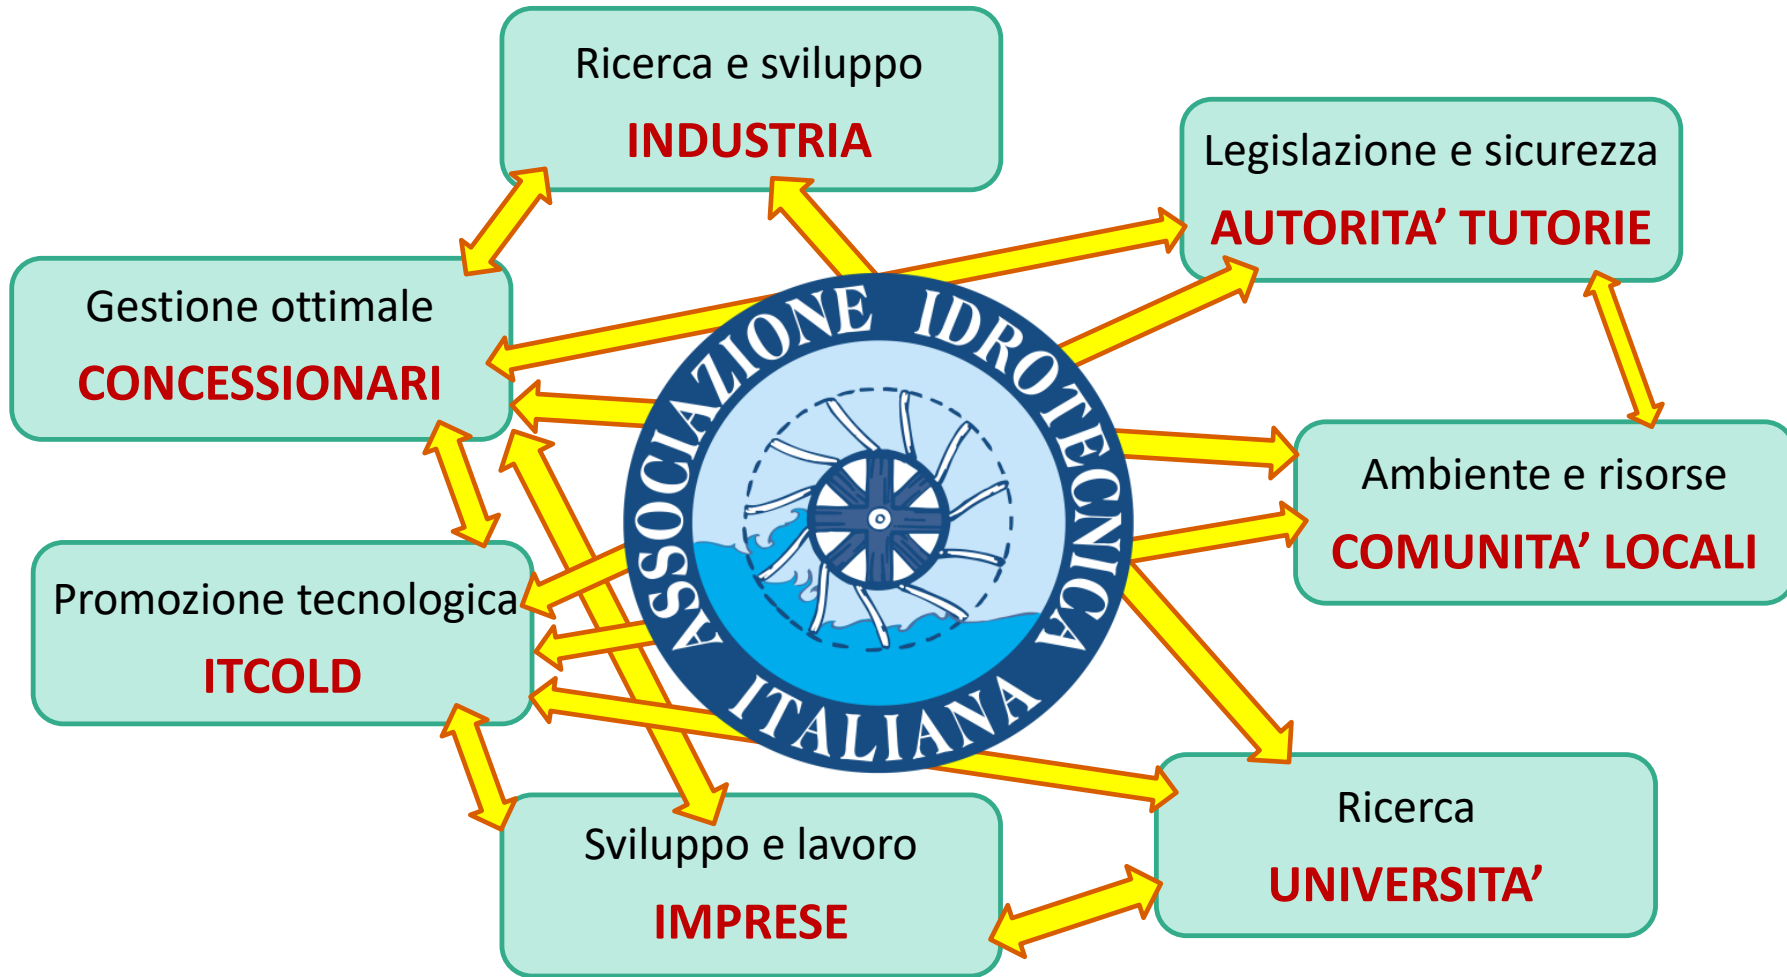 Ricerca e sviluppo
INDUSTRIA
Legislazione e sicurezza
AUTORITA’ TUTORIE
Gestione ottimale
CONCESSIONARI
ASSOCIAZIONE IDROTECNICA
ITALIANA
Ambiente e risorse
COMUNITA’ LOCALI
Promozione tecnologica
ITCOLD
Sviluppo e lavoro
IMPRESE
Ricerca
UNIVERSITA’